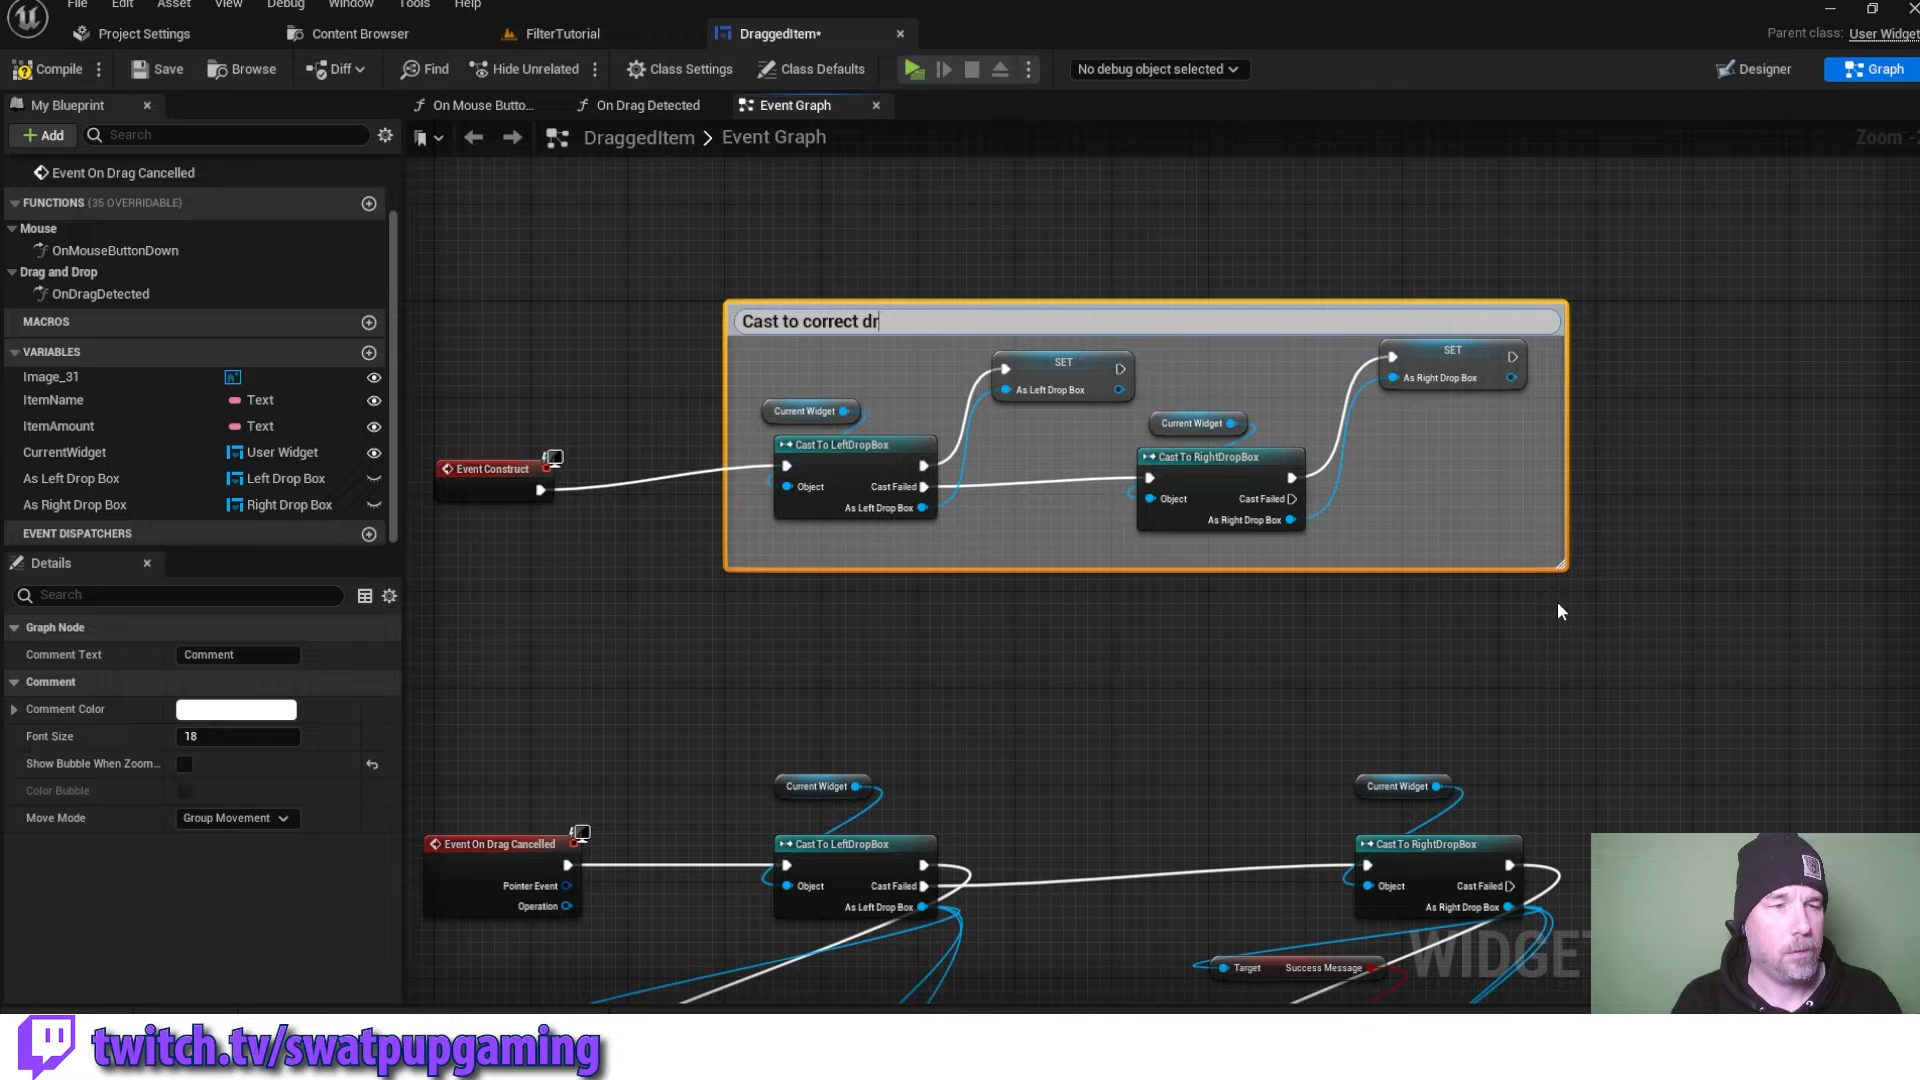 File Edit Asset View Debug Window Tools Help
Project Settings Content Browser FilterTutorial DraggedItem* Parent class: User Widget
Compile Save Browse Diff Find Hide Unrelated Class Settings Class Defaults No debug object selected Designer Graph
My Blueprint On Mouse Butto... On Drag Detected Event Graph
Add Search DraggedItem > Event Graph Zoom -2
Event On Drag Cancelled
FUNCTIONS (35 OVERRIDABLE)
Mouse
OnMouseButtonDown
Drag and Drop
OnDragDetected
MACROS
VARIABLES
Image_31
ItemName Text
ItemAmount Text
CurrentWidget User Widget
As Left Drop Box Left Drop Box
As Right Drop Box Right Drop Box
EVENT DISPATCHERS
Details
Search
Graph Node
Comment Text Comment
Comment
Comment Color
Font Size 18
Show Bubble When Zoom...
Color Bubble
Move Mode Group Movement
Cast to correct dr
SET
As Left Drop Box
SET
As Right Drop Box
Current Widget
Cast To LeftDropBox
Object Cast Failed
As Left Drop Box
Current Widget
Cast To RightDropBox
Object Cast Failed
As Right Drop Box
Event Construct
Current Widget
Current Widget
Event On Drag Cancelled
Pointer Event
Operation
Cast To LeftDropBox
Object Cast Failed
As Left Drop Box
Cast To RightDropBox
Object Cast Failed
As Right Drop Box
Target Success Message
WIDGET
twitch.tv/swatpupgaming